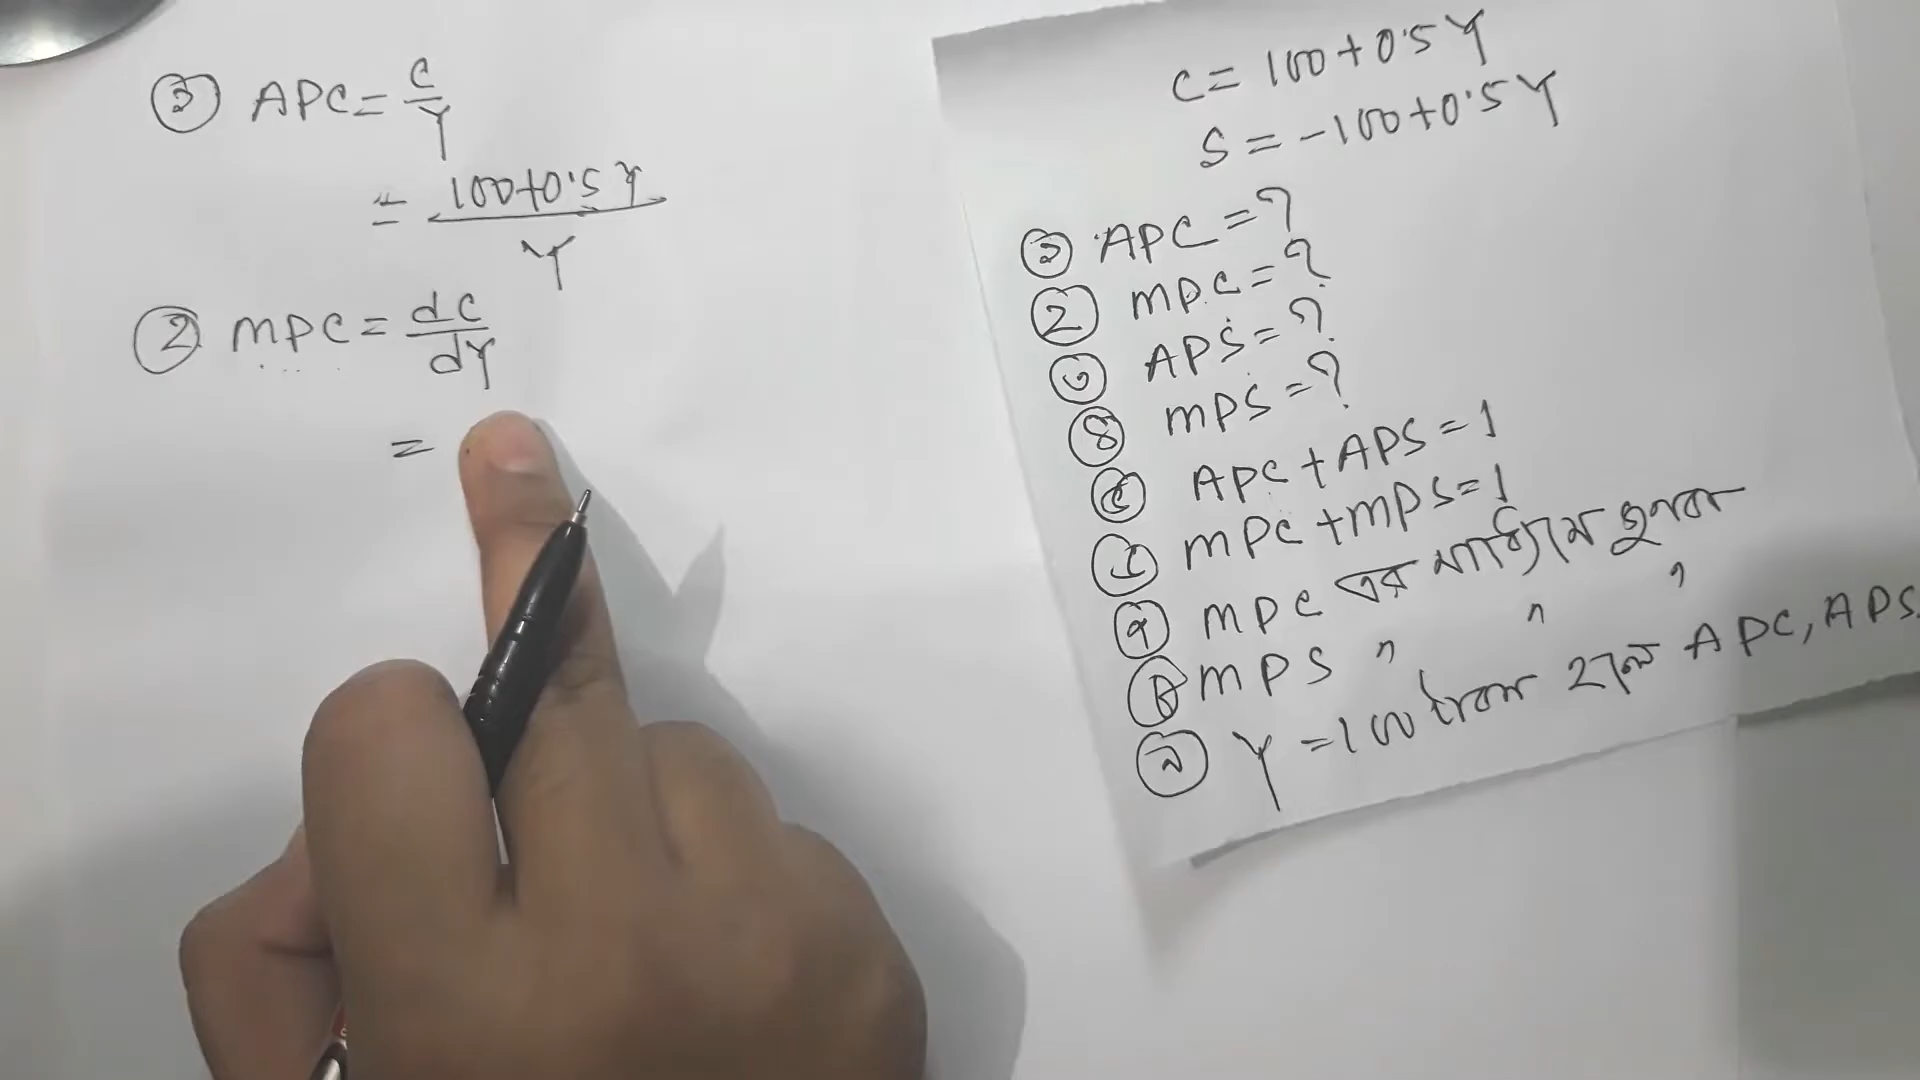 ১ APC = C/Y
= 100+0.5Y / Y
২ MPC = dC/dY
=
C = 100+0.5Y
S = -100+0.5Y
১ APC = ?
২ MPC = ?
৩ APS = ?
৪ MPS = ?
৫ APC + APS = 1
৬ MPC + MPS = 1
৭ MPC এর মাধ্যমে গুণক
৮ MPS " " "
৯ Y = 100 টাকা হলে APC, APS